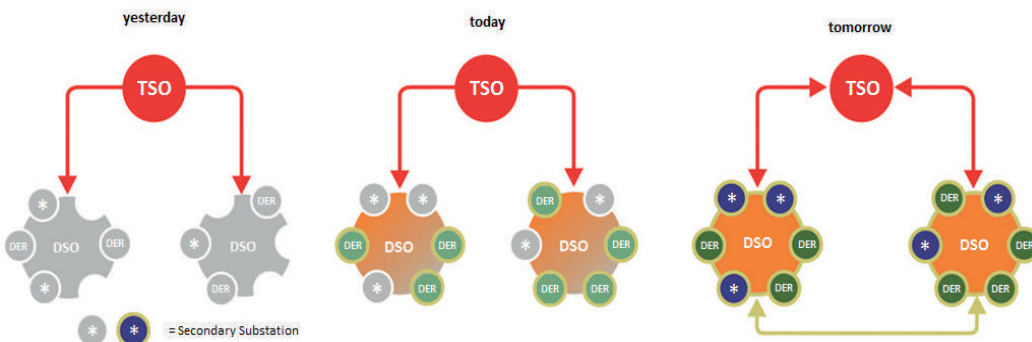 yesterday
TSO
* DER
DER DSO DER * DSO
* DER
today
TSO
* * DER *
DER DSO DER * DSO DER
* DER DER DER
tomorrow
TSO
* * DER *
DER DSO DER * DSO DER
* DER DER DER
* * = Secondary Substation